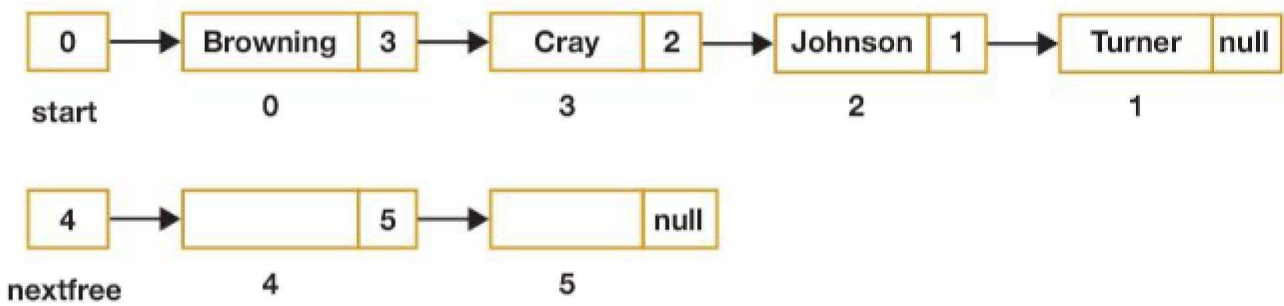 0 Browning 3 Cray 2 Johnson 1 Turner null
start 0 3 2 1
4 5 null
nextfree 4 5